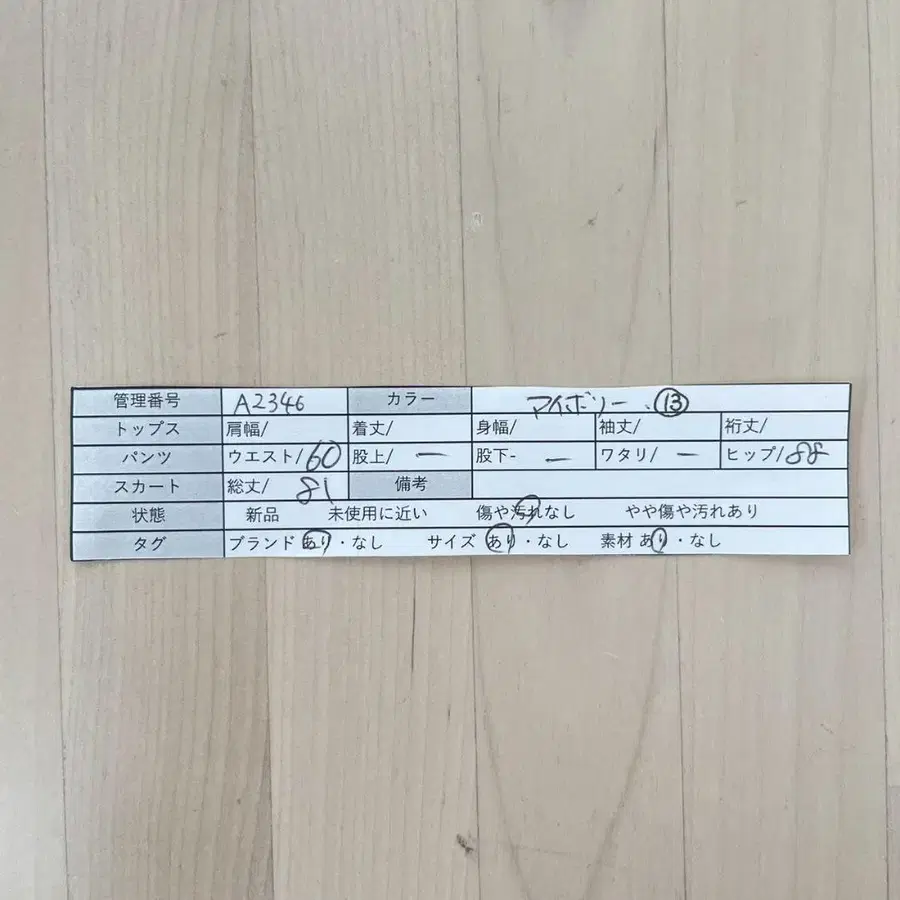 管理番号 A2346 カラー アイボリー、⑬
トップス 肩幅/ 着丈/ 身幅/ 袖丈/ 裄丈/
パンツ ウエスト/60 股上/ ー 股下- ー ワタリ/ ー ヒップ/88
スカート 総丈/ 81 備考
状態 新品 未使用に近い 傷や汚れなし やや傷や汚れあり
タグ ブランド あり・なし サイズ あり・なし 素材 あり・なし